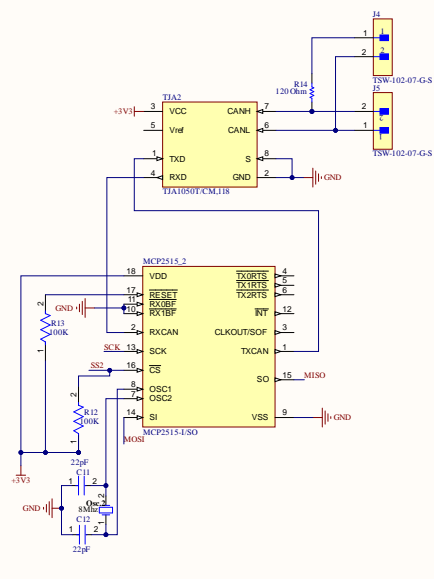 J4
1
1
2
2
TSW-102-07-G-S
R14
120 Ohm
J5
2
1
1
TSW-102-07-G-S
TJA2
+3V3
3
VCC
CANH
7
5
Vref
CANL
6
1
TXD
S
8
4
RXD
GND
2
GND
TJA1050T/CM,118
MCP2515_2
18
VDD
TX0RTS
4
TX1RTS
5
17
RESET
TX2RTS
6
GND
11
RX0BF
10
RX1BF
INT
12
2
R13
100K
1
2
RXCAN
CLKOUT/SOF
3
SCK
13
SCK
TXCAN
1
SS2
16
CS
SO
15
MISO
8
OSC1
7
OSC2
2
R12
100K
1
14
SI
VSS
9
GND
MOSI
MCP2515-I/SO
+3V3
22pF
C11
1
2
GND
Osc.2
8Mhz
2
1
C12
1
2
22pF